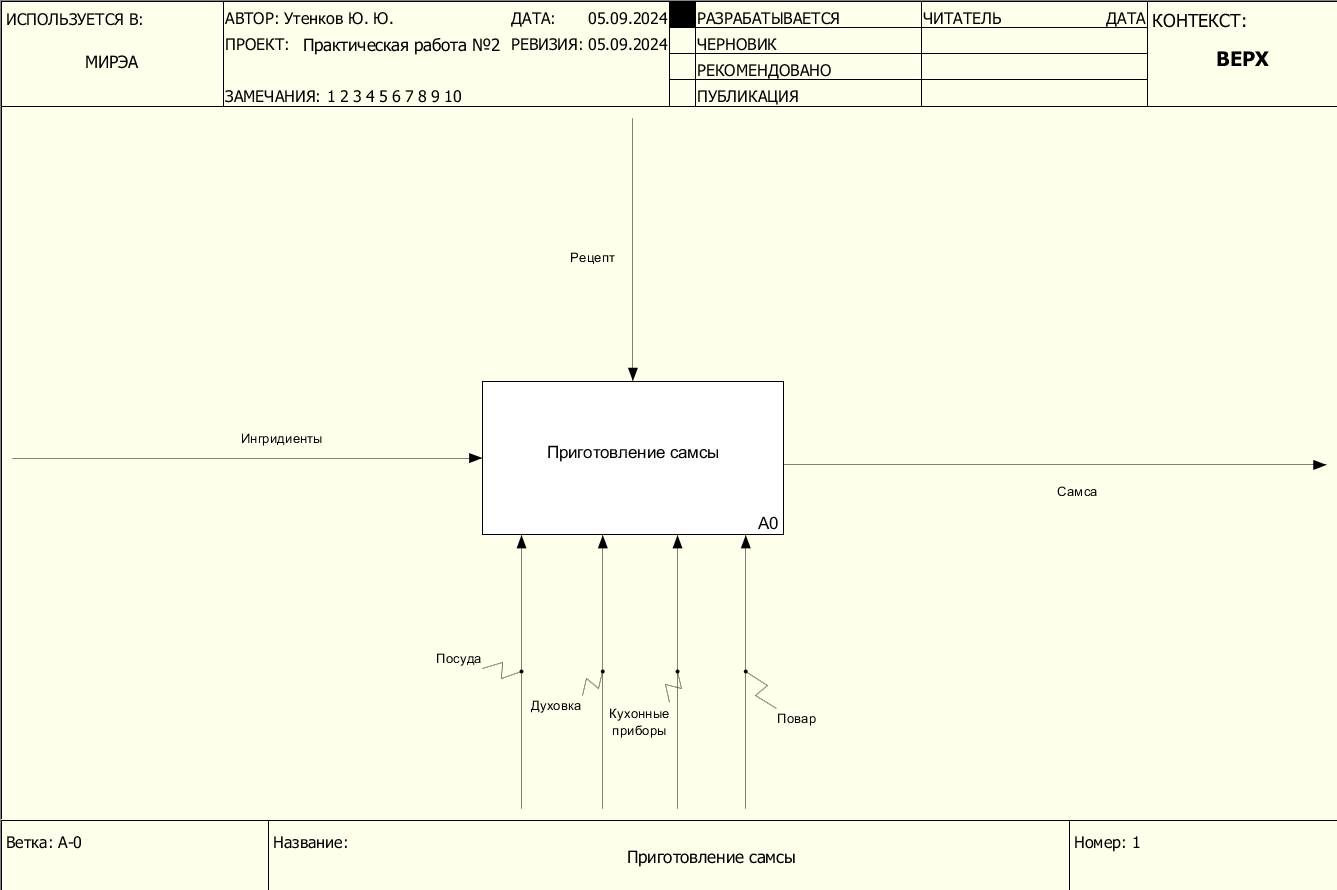 ИСПОЛЬЗУЕТСЯ В:
МИРЭА
АВТОР: Утенков Ю. Ю.
ДАТА: 05.09.2024
ПРОЕКТ: Практическая работа №2
РЕВИЗИЯ: 05.09.2024
ЗАМЕЧАНИЯ: 1 2 3 4 5 6 7 8 9 10
РАЗРАБАТЫВАЕТСЯ
ЧЕРНОВИК
РЕКОМЕНДОВАНО
ПУБЛИКАЦИЯ
ЧИТАТЕЛЬ ДАТА
КОНТЕКСТ:
ВЕРХ
Рецепт
Ингридиенты
Приготовление самсы
A0
Самса
Посуда
Духовка
Кухонные
приборы
Повар
Ветка: A-0
Название:
Приготовление самсы
Номер: 1